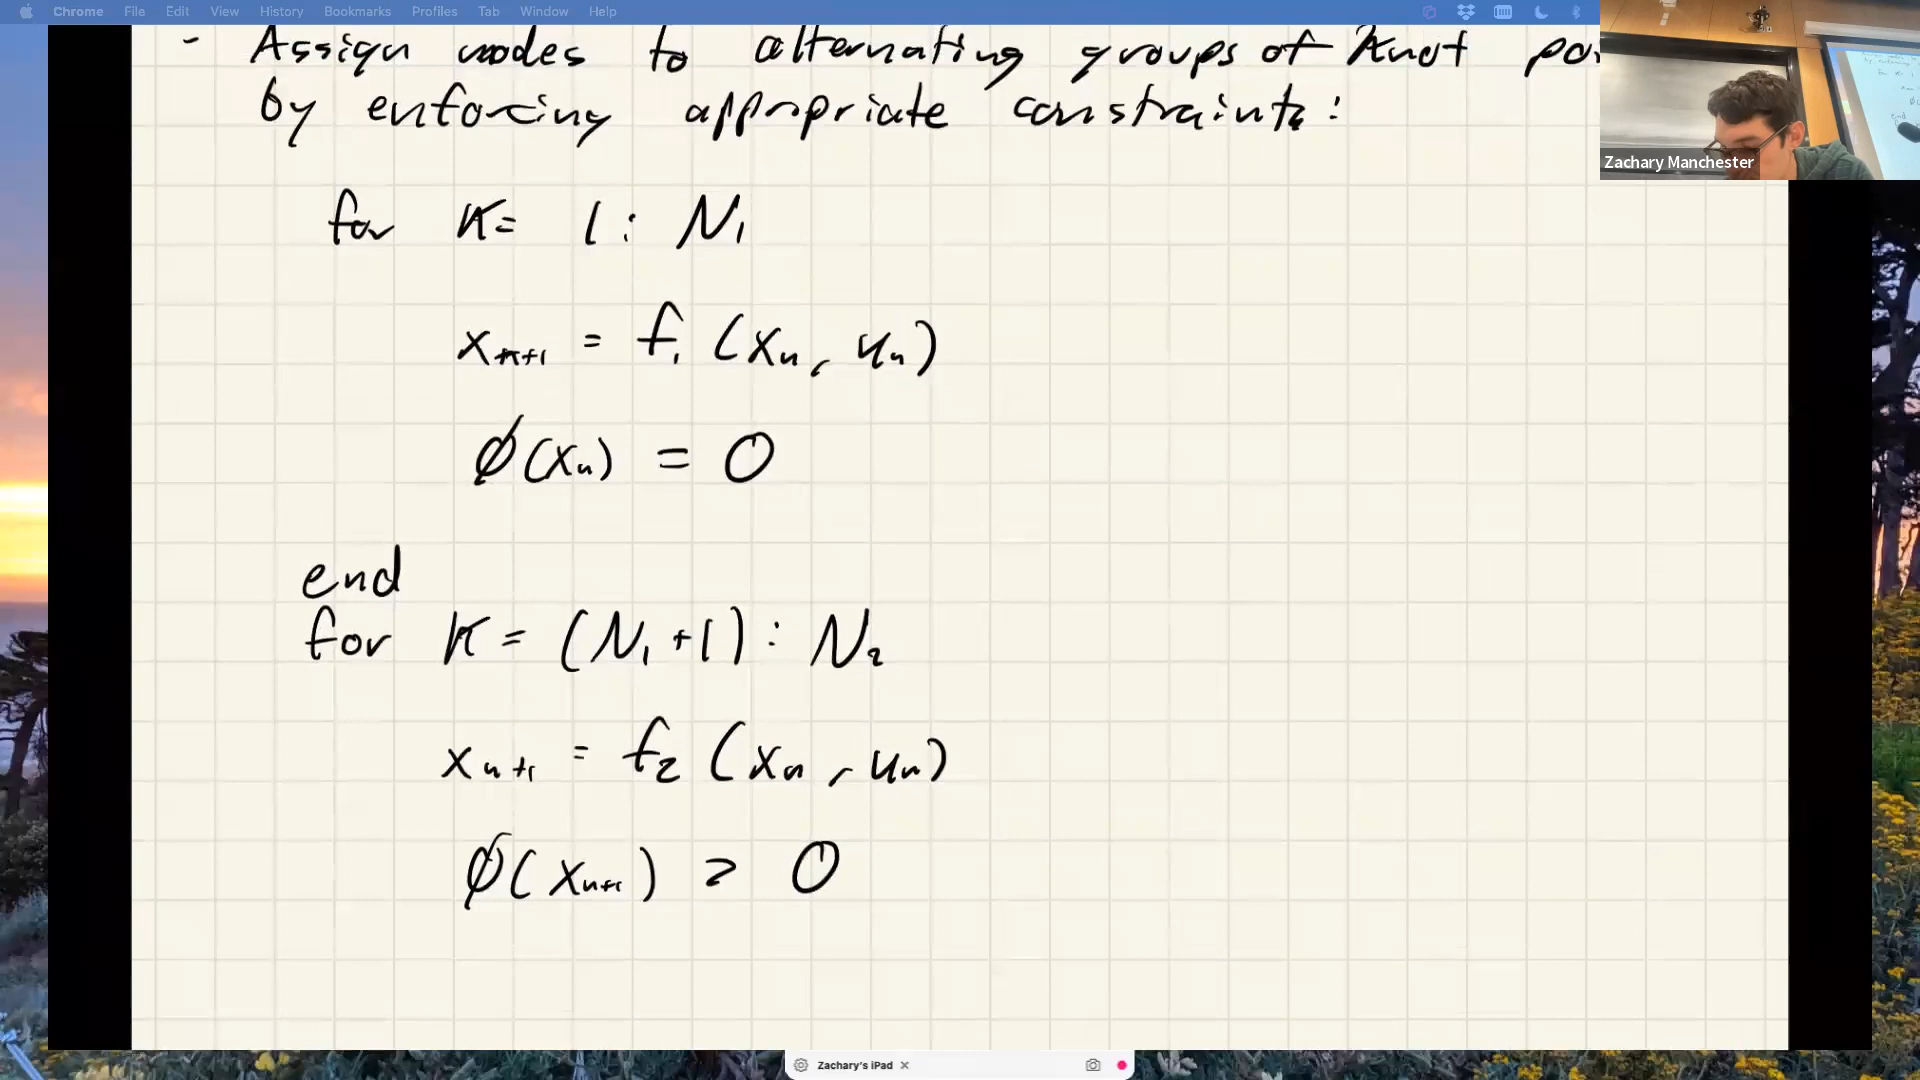 Chrome File Edit View History Bookmarks Profiles Tab Window Help
- Assign modes to alternating groups of knot po
by enforcing appropriate constraints:
Zachary Manchester
for k= 1: N₁
xₖ₊₁ = f₁ (xₖ, uₖ)
ϕ(xₖ) = 0
end
for k = (N₁+1): N₂
xₖ₊₁ = f₂ (xₖ, uₖ)
ϕ(xₖ₊₁) ≥ 0
Zachary's iPad